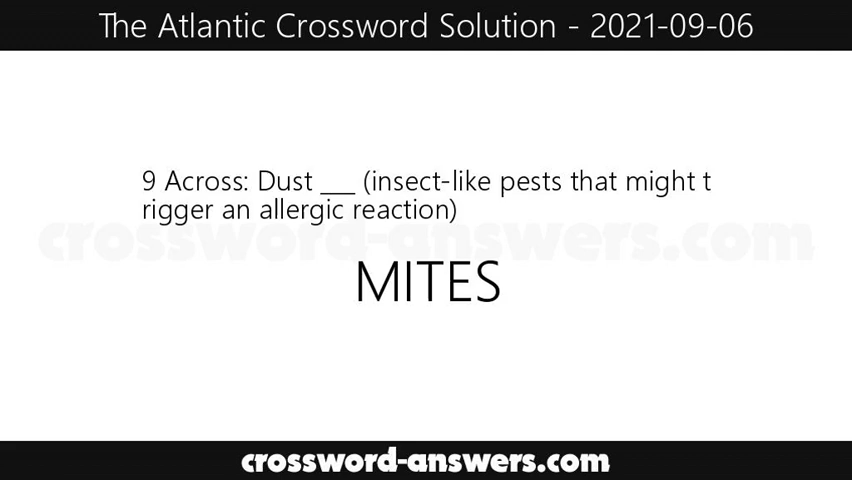 The Atlantic Crossword Solution - 2021-09-06
9 Across: Dust ___ (insect-like pests that might t
rigger an allergic reaction)
crossword-answers.com
MITES
crossword-answers.com